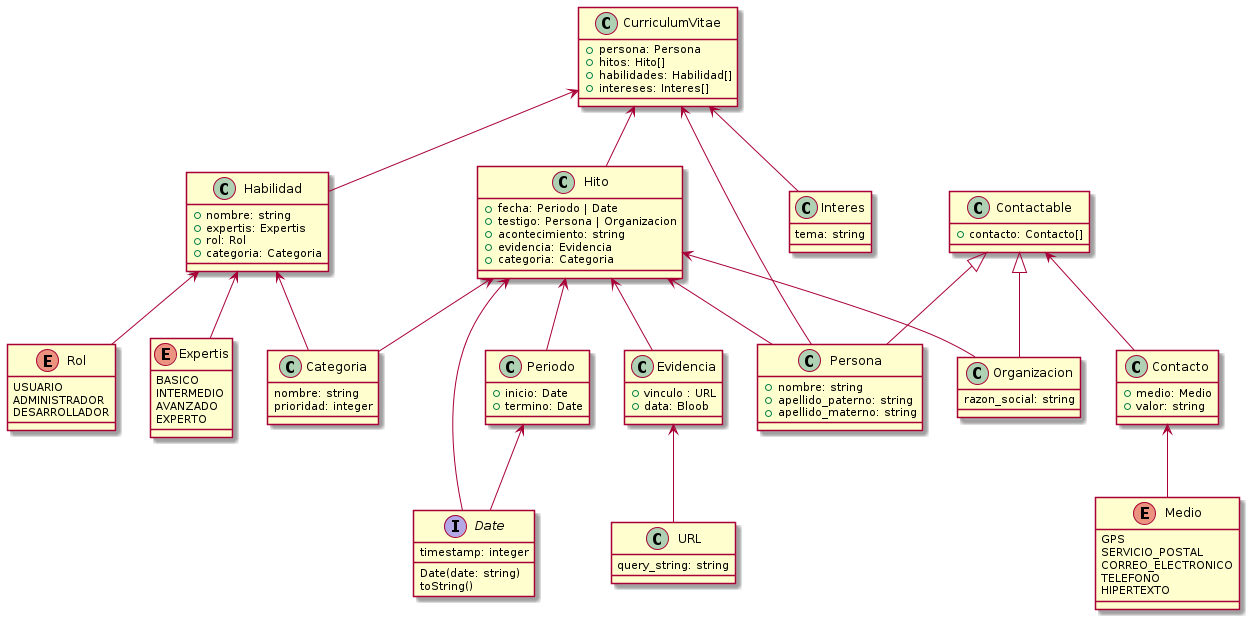 C CurriculumVitae
persona: Persona
hitos: Hito[]
habilidades: Habilidad[]
intereses: Interes[]
C Habilidad
nombre: string
expertis: Expertis
rol: Rol
categoria: Categoria
C Hito
fecha: Periodo | Date
testigo: Persona | Organizacion
acontecimiento: string
evidencia: Evidencia
categoria: Categoria
C Interes
tema: string
C Contactable
contacto: Contacto[]
E Rol
USUARIO
ADMINISTRADOR
DESARROLLADOR
E Expertis
BASICO
INTERMEDIO
AVANZADO
EXPERTO
C Categoria
nombre: string
prioridad: integer
C Periodo
inicio: Date
termino: Date
C Evidencia
vinculo : URL
data: Bloob
C Persona
nombre: string
apellido_paterno: string
apellido_materno: string
C Organizacion
razon_social: string
C Contacto
medio: Medio
valor: string
I Date
timestamp: integer
Date(date: string)
toString()
C URL
query_string: string
E Medio
GPS
SERVICIO_POSTAL
CORREO_ELECTRONICO
TELEFONO
HIPERTEXTO